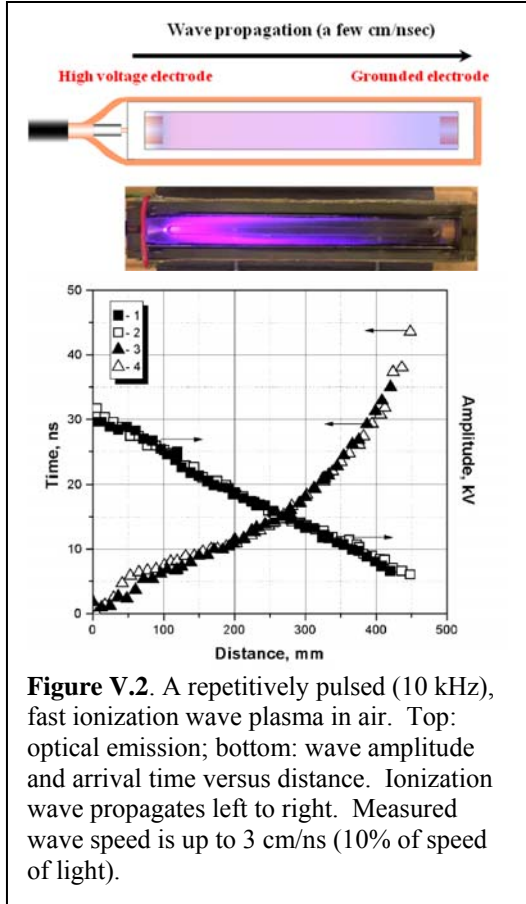 Wave propagation (a few cm/nsec)
High voltage electrode
Grounded electrode
50
40
30
20
10
0
Time, ns
- 1
- 2
- 3
- 4
Amplitude, kV
0 100 200 300 400 500
Distance, mm
Figure V.2. A repetitively pulsed (10 kHz),
fast ionization wave plasma in air. Top:
optical emission; bottom: wave amplitude
and arrival time versus distance. Ionization
wave propagates left to right. Measured
wave speed is up to 3 cm/ns (10% of speed
of light).